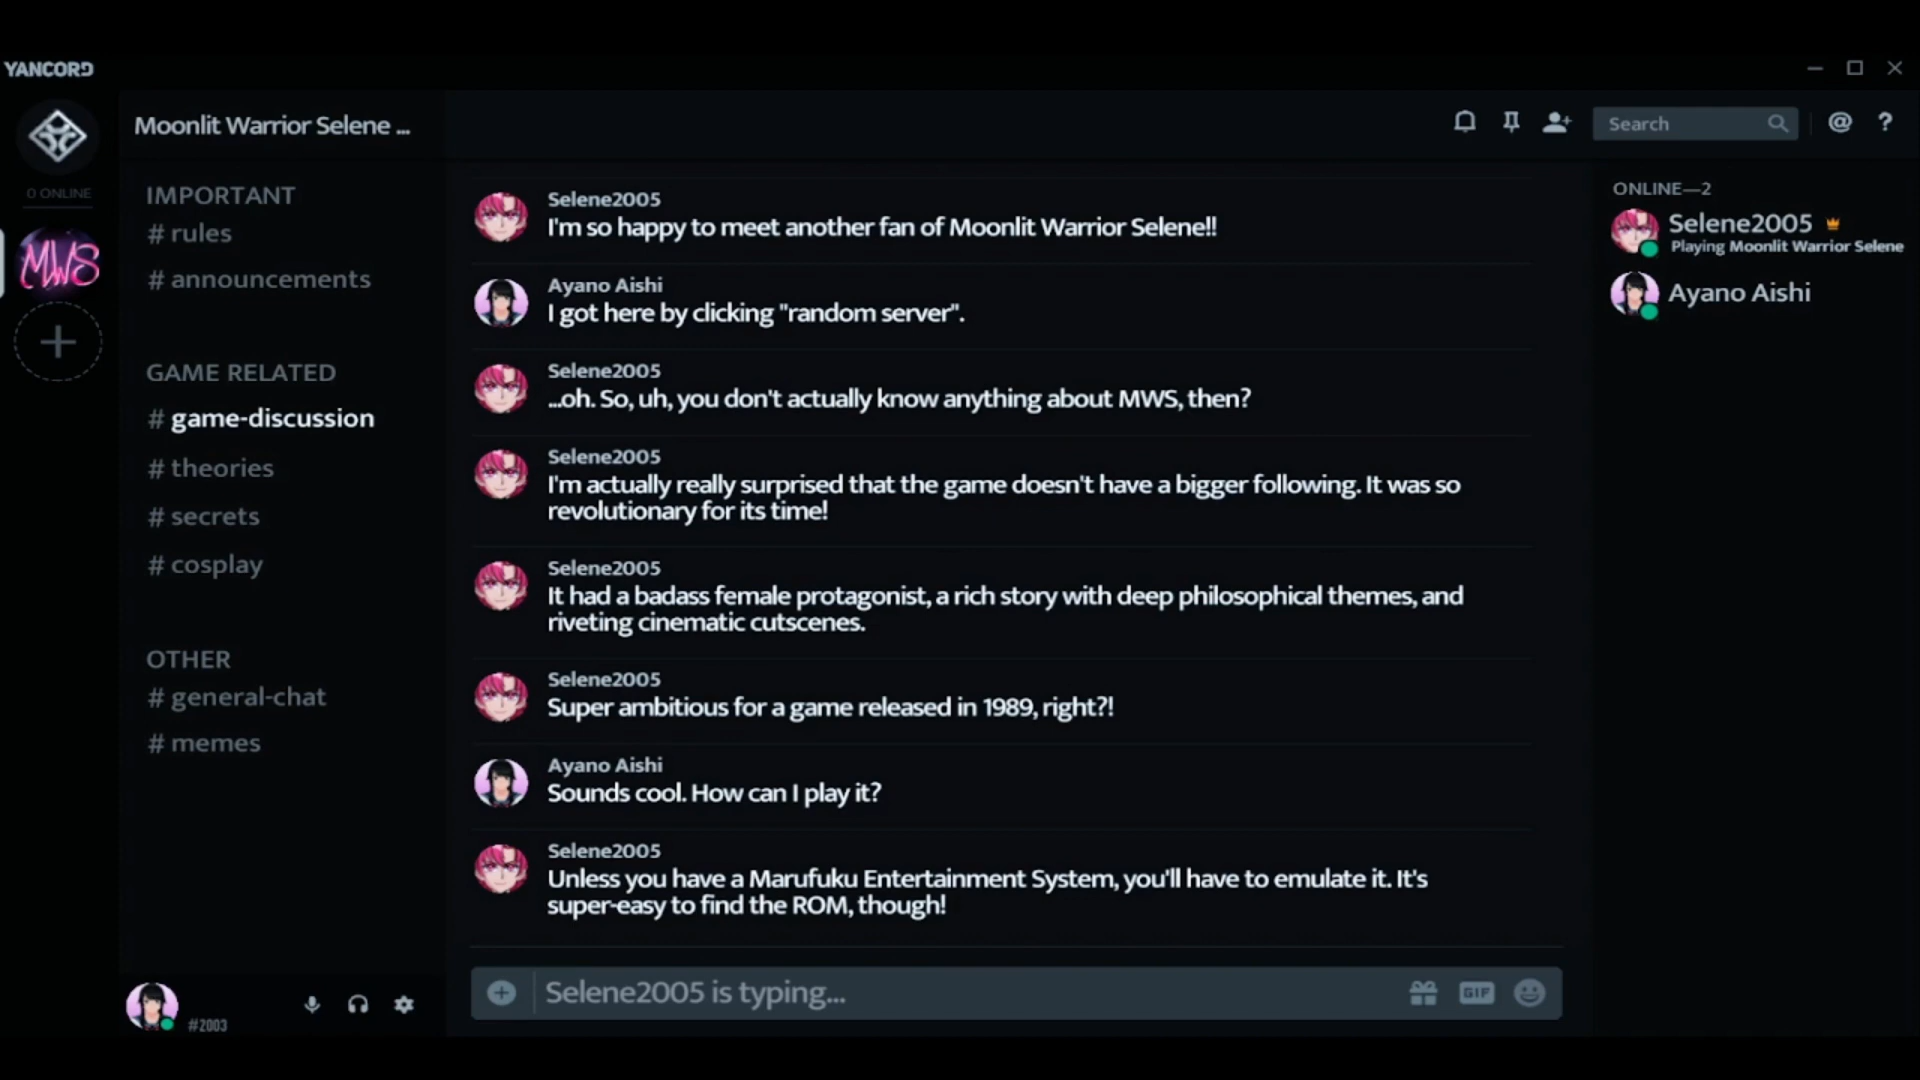 YANCORD
0 ONLINE
MWS
Moonlit Warrior Selene ...
IMPORTANT
# rules
# announcements
GAME RELATED
# game-discussion
# theories
# secrets
# cosplay
OTHER
# general-chat
# memes
#2003
Search
@ ?
Selene2005
I'm so happy to meet another fan of Moonlit Warrior Selene!!
Ayano Aishi
I got here by clicking "random server".
Selene2005
...oh. So, uh, you don't actually know anything about MWS, then?
Selene2005
I'm actually really surprised that the game doesn't have a bigger following. It was so
revolutionary for its time!
Selene2005
It had a badass female protagonist, a rich story with deep philosophical themes, and
riveting cinematic cutscenes.
Selene2005
Super ambitious for a game released in 1989, right?!
Ayano Aishi
Sounds cool. How can I play it?
Selene2005
Unless you have a Marufuku Entertainment System, you'll have to emulate it. It's
super-easy to find the ROM, though!
Selene2005 is typing...
GIF
ONLINE—2
Selene2005
Playing Moonlit Warrior Selene
Ayano Aishi